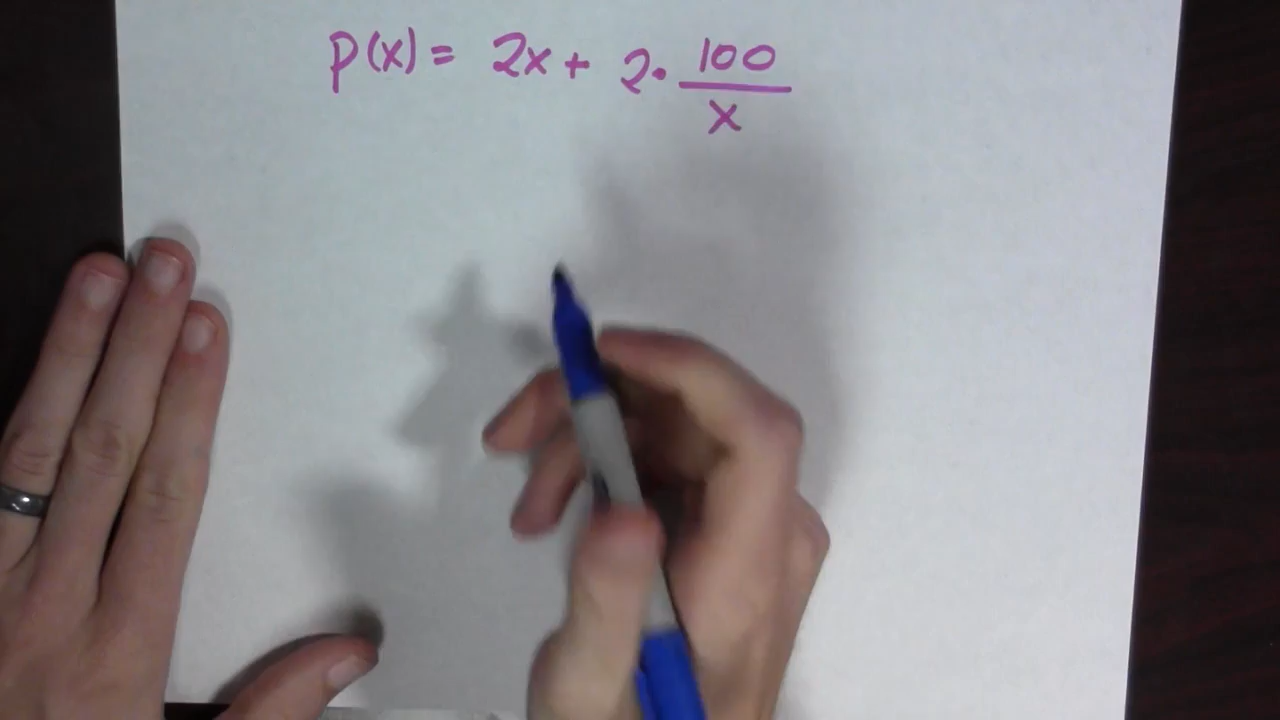 p(x) = 2x + 2 · 100/x